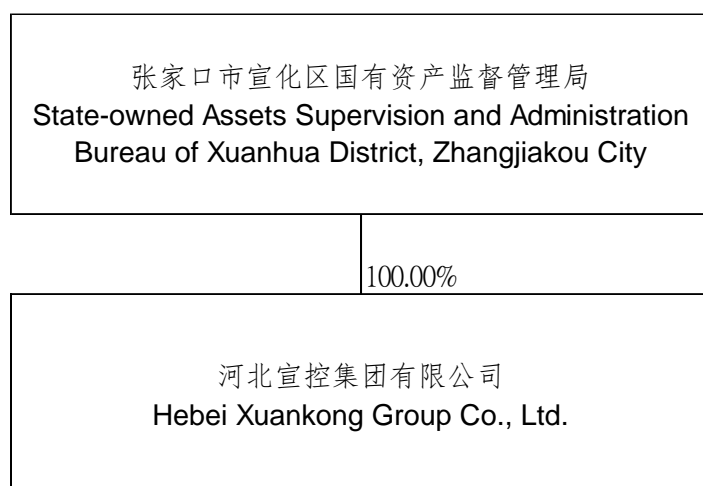 张家口市宣化区国有资产监督管理局
State-owned Assets Supervision and Administration
Bureau of Xuanhua District, Zhangjiakou City
100.00%
河北宣控集团有限公司
Hebei Xuankong Group Co., Ltd.